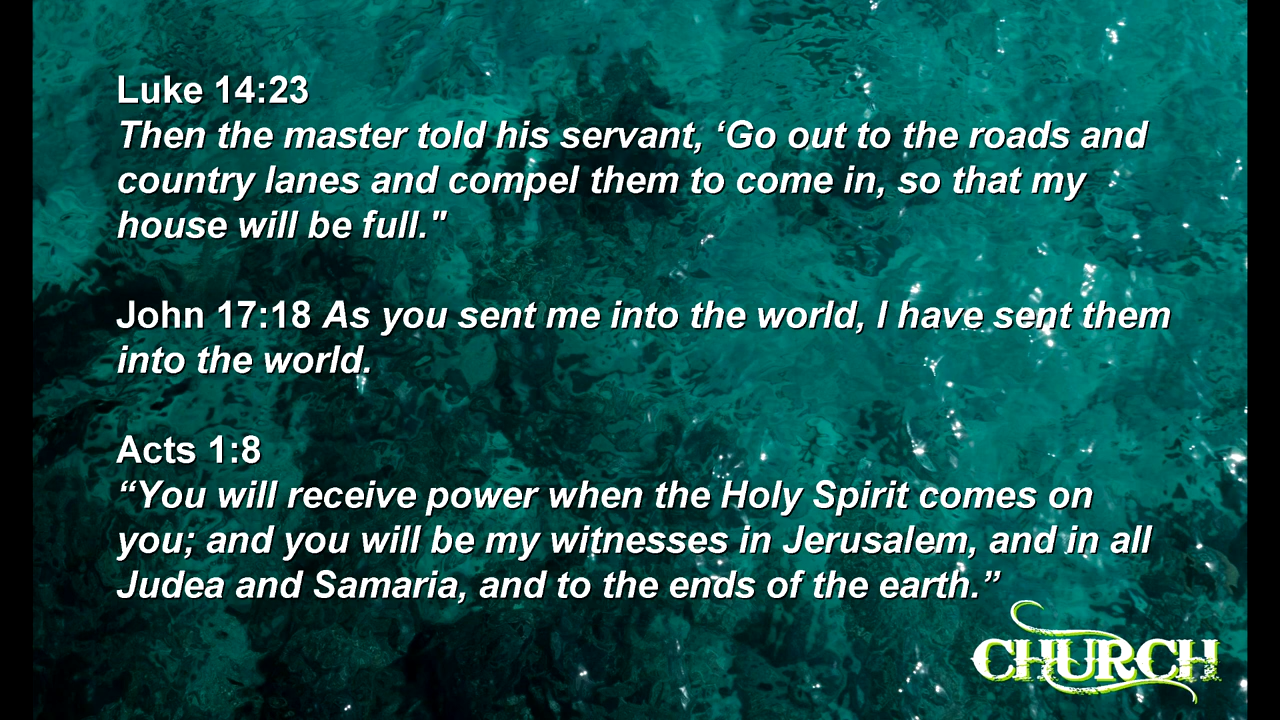 Luke 14:23
Then the master told his servant, ‘Go out to the roads and
country lanes and compel them to come in, so that my
house will be full."
John 17:18 As you sent me into the world, I have sent them
into the world.
Acts 1:8
“You will receive power when the Holy Spirit comes on
you; and you will be my witnesses in Jerusalem, and in all
Judea and Samaria, and to the ends of the earth.”
CHURCH